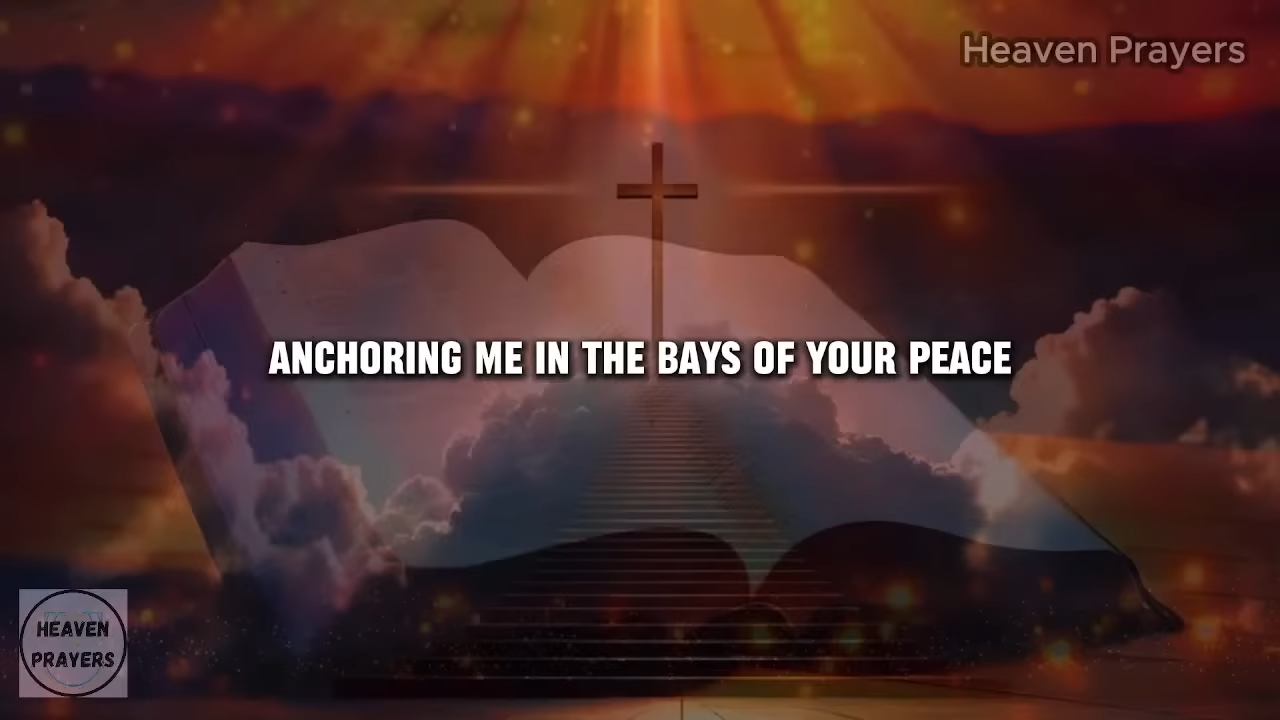 Heaven Prayers
ANCHORING ME IN THE BAYS OF YOUR PEACE
HEAVEN
PRAYERS